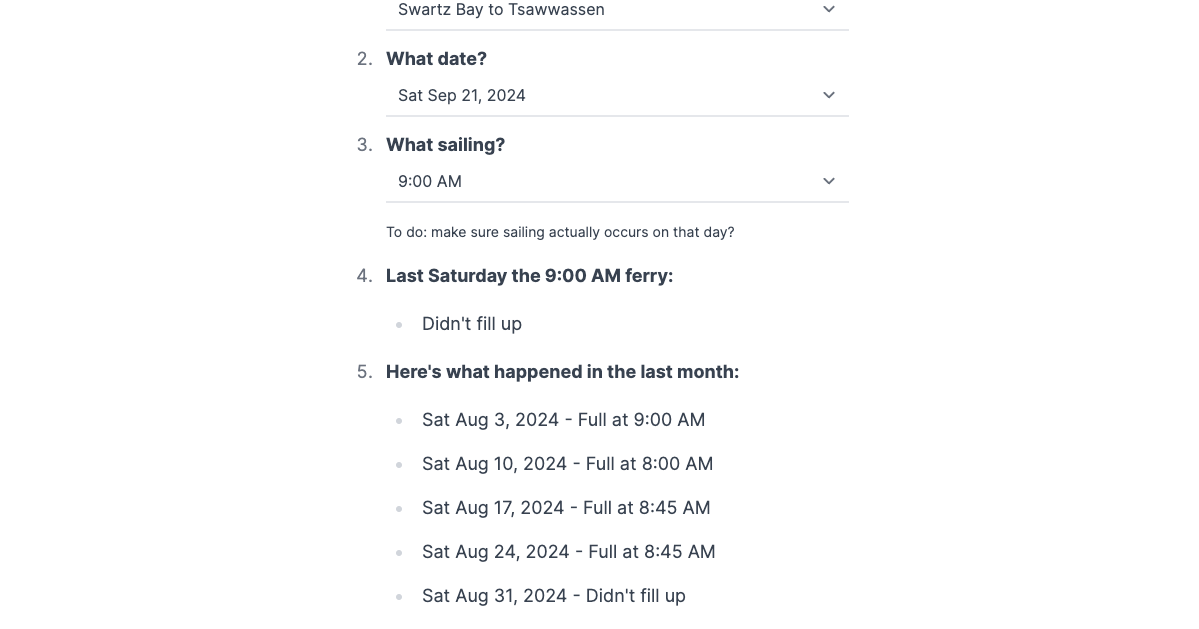 Swartz Bay to Tsawwassen
2. What date?
Sat Sep 21, 2024
3. What sailing?
9:00 AM
To do: make sure sailing actually occurs on that day?
4. Last Saturday the 9:00 AM ferry:
Didn't fill up
5. Here's what happened in the last month:
Sat Aug 3, 2024 - Full at 9:00 AM
Sat Aug 10, 2024 - Full at 8:00 AM
Sat Aug 17, 2024 - Full at 8:45 AM
Sat Aug 24, 2024 - Full at 8:45 AM
Sat Aug 31, 2024 - Didn't fill up